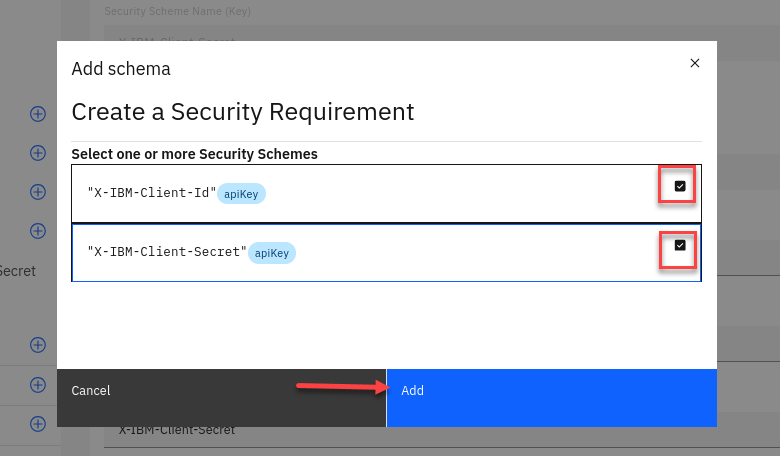 Security Scheme Name (Key)
X-IBM-Client-Secret
Add schema
Create a Security Requirement
Select one or more Security Schemes
"X-IBM-Client-Id" apiKey
"X-IBM-Client-Secret" apiKey
Secret
Cancel
Add
X-IBM-Client-Secret